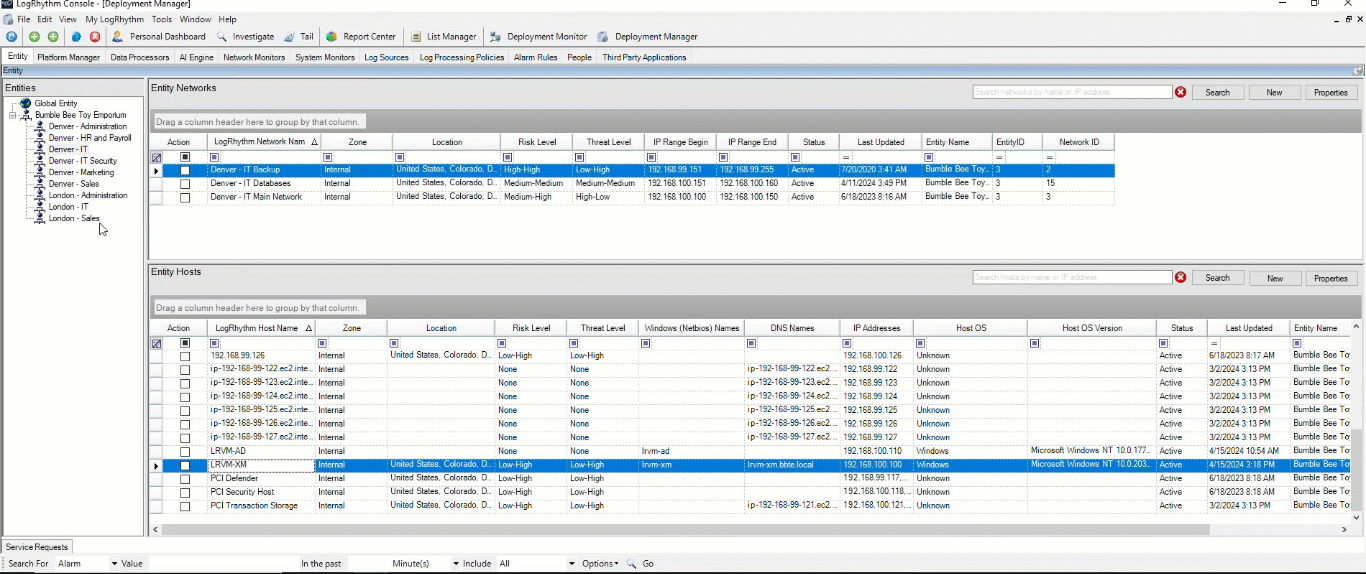 LogRhythm Console - [Deployment Manager]
File Edit View My LogRhythm Tools Window Help
Personal Dashboard Investigate Tail Report Center List Manager Deployment Monitor Deployment Manager
Entity Platform Manager Data Processors AI Engine Network Monitors System Monitors Log Sources Log Processing Policies Alarm Rules People Third Party Applications
Entity
Entities
Global Entity
Bumble Bee Toy Emporium
Denver - Administration
Denver - HR and Payroll
Denver - IT
Denver - IT Security
Denver - Marketing
Denver - Sales
London - Administration
London - IT
London - Sales
Entity Networks
Search networks by name or IP address Search New Properties
Drag a column header here to group by that column.
Action LogRhythm Network Nam Zone Location Risk Level Threat Level IP Range Begin IP Range End Status Last Updated Entity Name EntityID Network ID
= = =
Denver - IT Backup Internal United States, Colorado, D... High-High Low-High 192.168.99.151 192.168.99.255 Active 7/20/2020 3:41 AM Bumble Bee Toy... 3 2
Denver - IT Databases Internal United States, Colorado, D... Medium-Medium Medium-Medium 192.168.100.151 192.168.100.160 Active 4/11/2024 3:49 PM Bumble Bee Toy... 3 15
Denver - IT Main Network Internal United States, Colorado, D... Medium-High High-Low 192.168.100.100 192.168.100.150 Active 6/18/2023 8:16 AM Bumble Bee Toy... 3 3
Entity Hosts
Search hosts by name or IP address Search New Properties
Drag a column header here to group by that column.
Action LogRhythm Host Name Zone Location Risk Level Threat Level Windows (Netbios) Names DNS Names IP Addresses Host OS Host OS Version Status Last Updated Entity Name
=
192.168.99.126 Internal United States, Colorado, D... Low-High Low-High 192.168.100.126 Unknown Active 6/18/2023 8:17 AM Bumble Bee To
ip-192-168-99-122.ec2.inte... Internal None None ip-192-168-99-122.ec2... 192.168.99.122 Unknown Active 3/2/2024 3:13 PM Bumble Bee To
ip-192-168-99-123.ec2.inte... Internal None None ip-192-168-99-123.ec2... 192.168.99.123 Unknown Active 3/2/2024 3:13 PM Bumble Bee To
ip-192-168-99-124.ec2.inte... Internal None None ip-192-168-99-124.ec2... 192.168.99.124 Unknown Active 3/2/2024 3:13 PM Bumble Bee To
ip-192-168-99-125.ec2.inte... Internal None None ip-192-168-99-125.ec2... 192.168.99.125 Unknown Active 3/2/2024 3:13 PM Bumble Bee To
ip-192-168-99-126.ec2.inte... Internal None None ip-192-168-99-126.ec2... 192.168.99.126 Unknown Active 3/2/2024 3:13 PM Bumble Bee To
ip-192-168-99-127.ec2.inte... Internal None None ip-192-168-99-127.ec2... 192.168.99.127 Unknown Active 3/2/2024 3:13 PM Bumble Bee To
LRVM-AD Internal None None lrvm-ad 192.168.100.110 Windows Microsoft Windows NT 10.0.177... Active 4/15/2024 10:54 AM Bumble Bee To
LRVM-XM Internal United States, Colorado, D... Low-High Low-High lrvm-xm lrvm-xm.bbte.local 192.168.100.100 Windows Microsoft Windows NT 10.0.203... Active 4/15/2024 3:18 PM Bumble Bee To
PCI Defender Internal United States, Colorado, D... Low-High Low-High 192.168.99.117,... Unknown Active 6/18/2023 8:18 AM Bumble Bee To
PCI Security Host Internal United States, Colorado, D... Low-High Low-High 192.168.100.118,... Unknown Active 6/18/2023 8:18 AM Bumble Bee To
PCI Transaction Storage Internal United States, Colorado, D... Low-High Low-High ip-192-168-99-121.ec2... 192.168.100.121,... Unknown Active 3/2/2024 3:13 PM Bumble Bee To
Service Requests
Search For Alarm Value In the past Minute(s) Include All Options Go